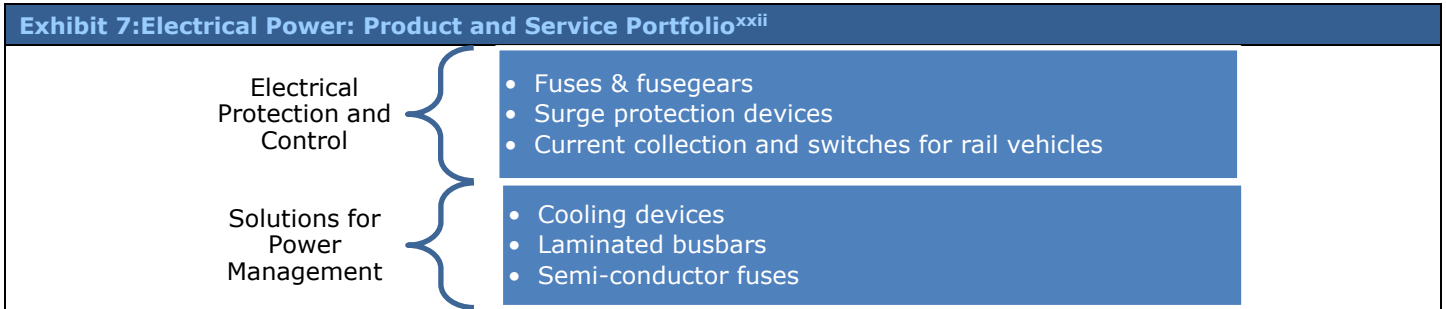 Exhibit 7:Electrical Power: Product and Service Portfolioxxii
Electrical
Protection and
Control
• Fuses & fusegears
• Surge protection devices
• Current collection and switches for rail vehicles
Solutions for
Power
Management
• Cooling devices
• Laminated busbars
• Semi-conductor fuses